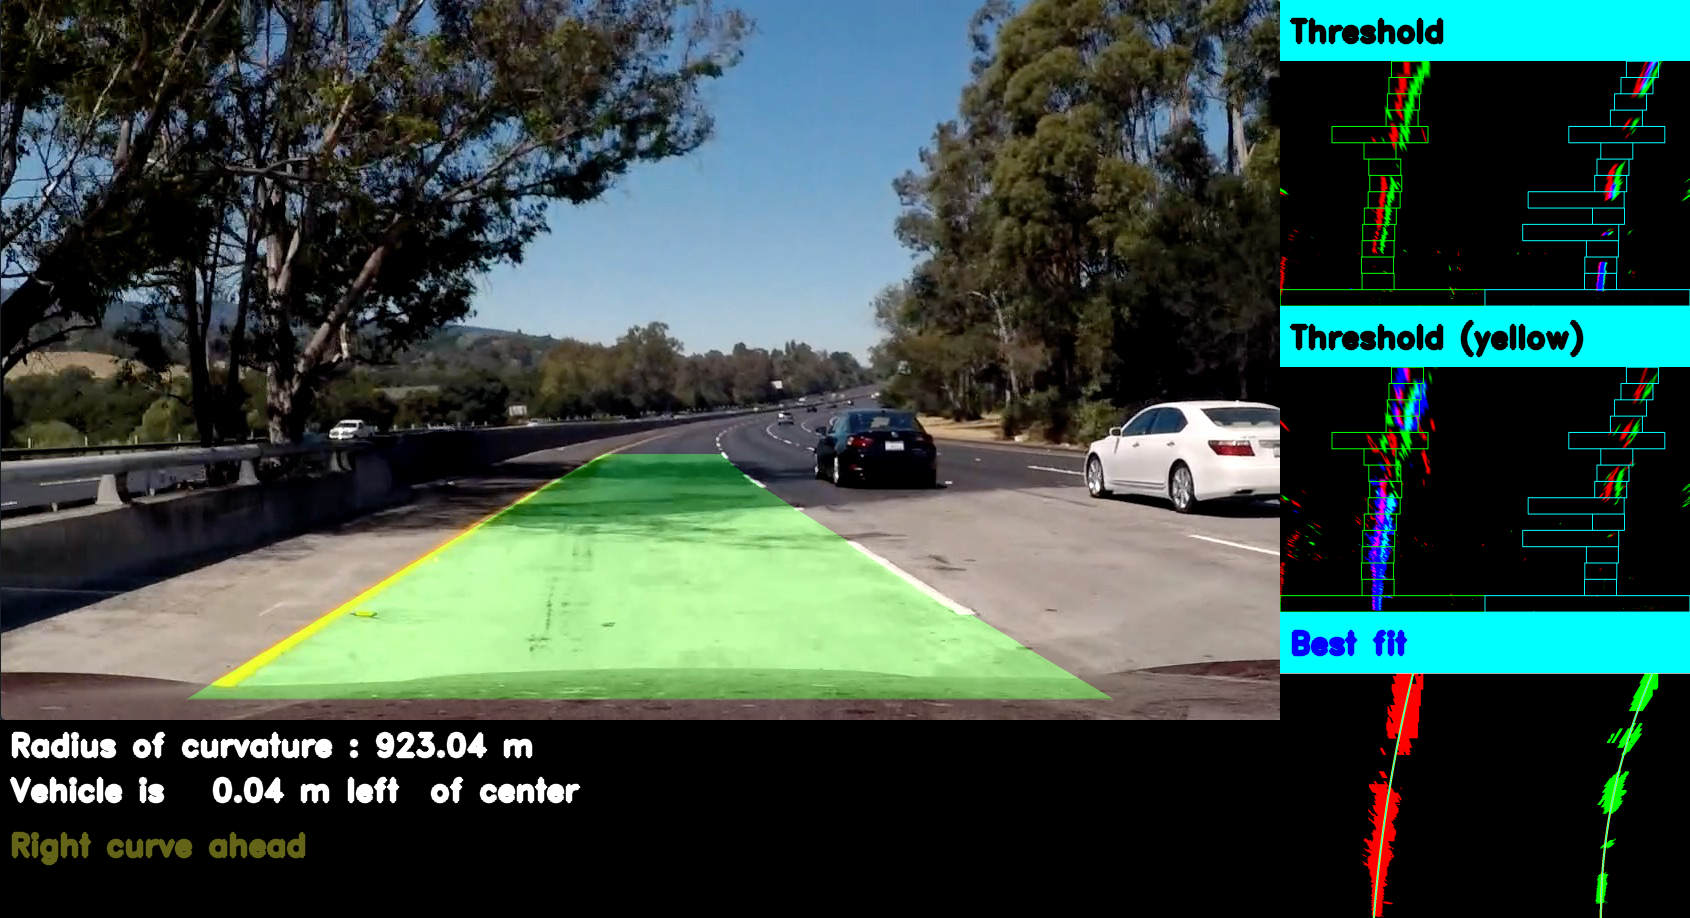 Threshold
Threshold (yellow)
Best fit
Radius of curvature : 923.04 m
Vehicle is 0.04 m left of center
Right curve ahead